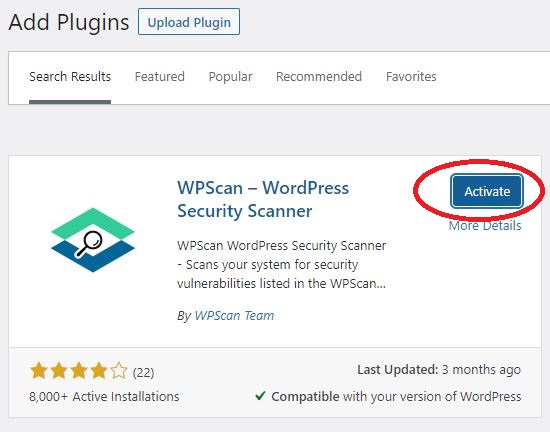 Add Plugins
Upload Plugin
Search Results
Featured
Popular
Recommended
Favorites
WPScan – WordPress
Security Scanner
Activate
More Details
WPScan WordPress Security Scanner
- Scans your system for security
vulnerabilities listed in the WPScan...
By WPScan Team
(22)
Last Updated: 3 months ago
8,000+ Active Installations
Compatible with your version of WordPress